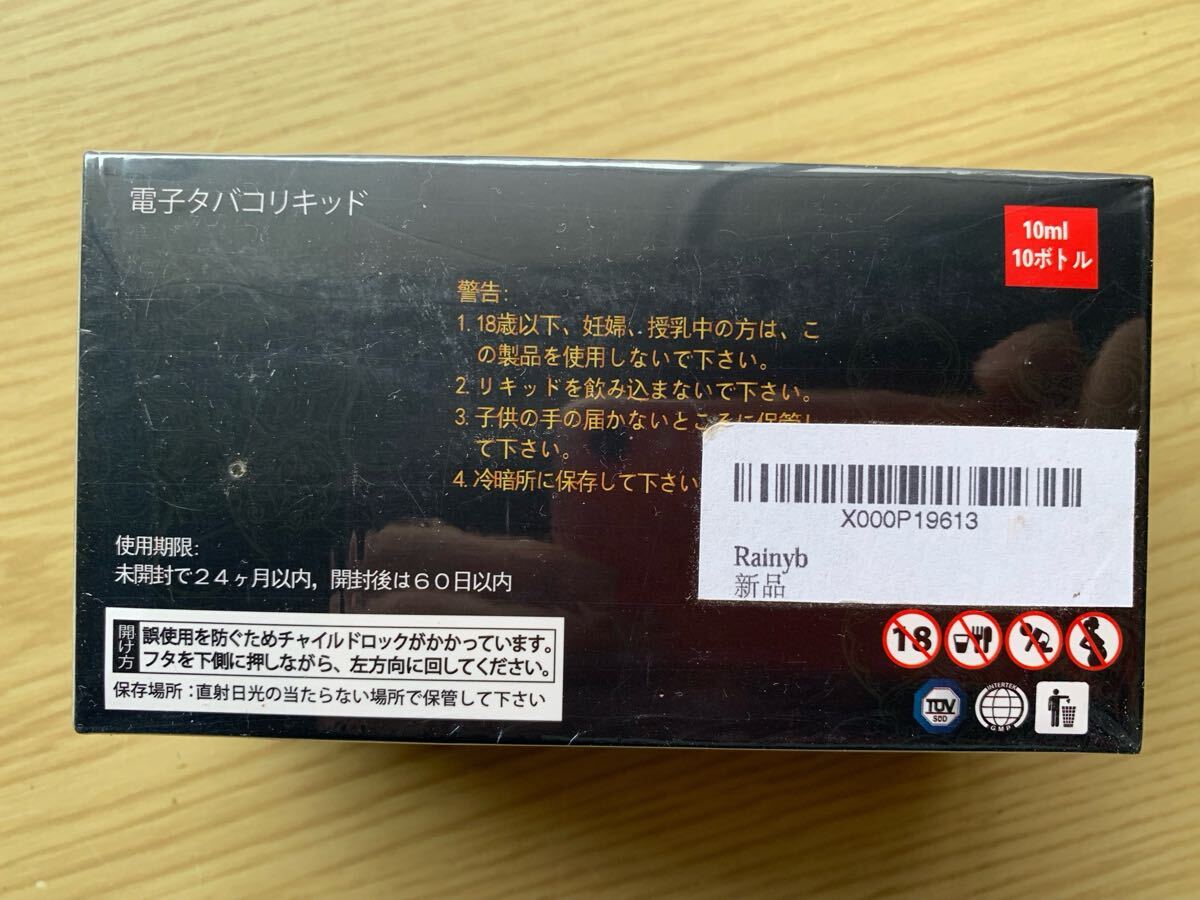 電子タバコリキッド
10ml
10ボトル
警告:
1. 18歳以下、妊婦、授乳中の方は、こ
の製品を使用しないで下さい。
2. リキッドを飲み込まないで下さい。
3. 子供の手の届かないところに保管し
て下さい。
4. 冷暗所に保存して下さい
X000P19613
Rainyb
新品
使用期限:
未開封で24ヶ月以内，開封後は60日以内
開け方
誤使用を防ぐためチャイルドロックがかかっています。
フタを下側に押しながら、左方向に回してください。
保存場所：直射日光の当たらない場所で保管して下さい
18
TÜV
SÜD
INTERTEK
GMP